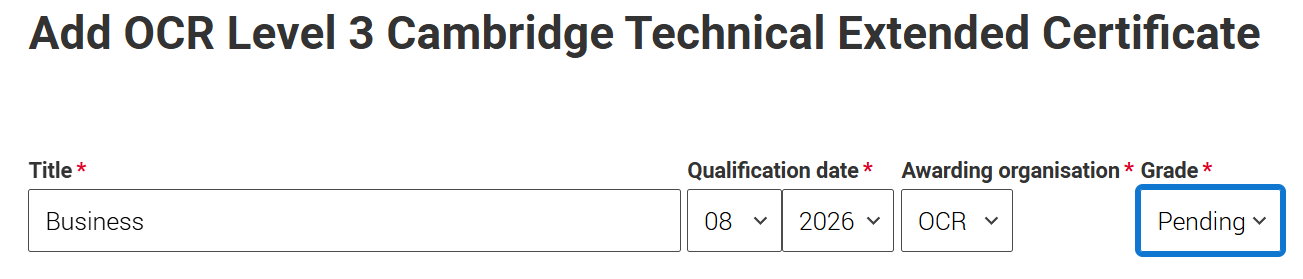 Add OCR Level 3 Cambridge Technical Extended Certificate
Title * Qualification date * Awarding organisation * Grade *
Business 08 2026 OCR Pending